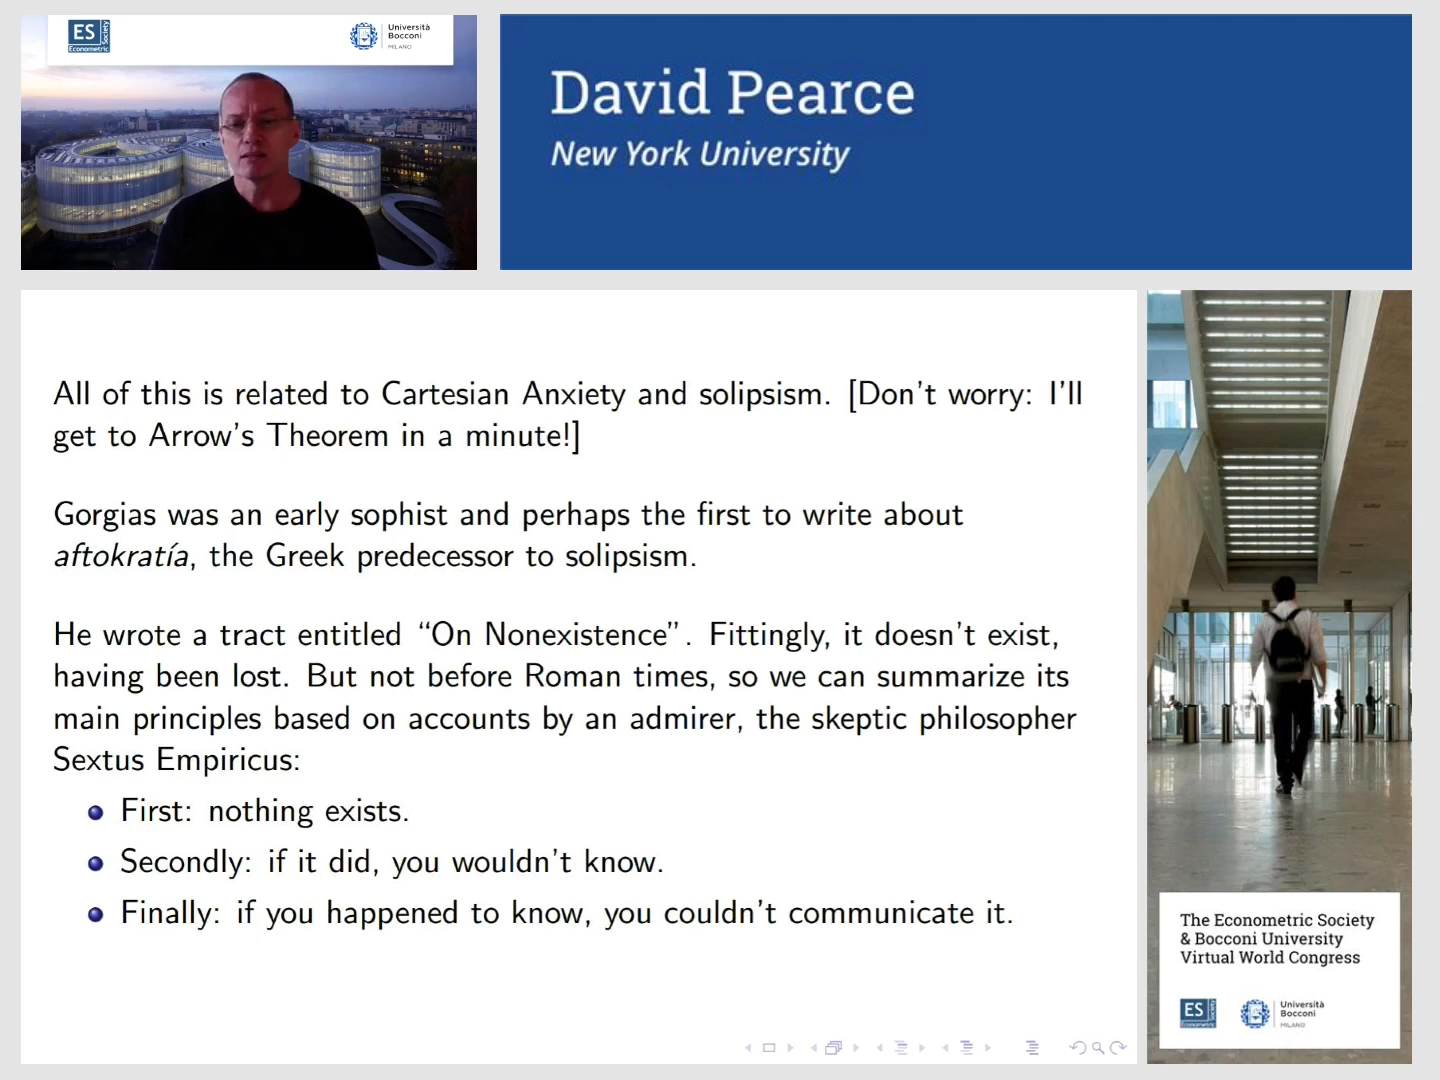 ES
Econometric
Society
Università
Bocconi
MILANO
David Pearce
New York University
All of this is related to Cartesian Anxiety and solipsism. [Don't worry: I'll
get to Arrow's Theorem in a minute!]
Gorgias was an early sophist and perhaps the first to write about
aftokratía, the Greek predecessor to solipsism.
He wrote a tract entitled “On Nonexistence”. Fittingly, it doesn't exist,
having been lost. But not before Roman times, so we can summarize its
main principles based on accounts by an admirer, the skeptic philosopher
Sextus Empiricus:
First: nothing exists.
Secondly: if it did, you wouldn't know.
Finally: if you happened to know, you couldn't communicate it.
The Econometric Society
& Bocconi University
Virtual World Congress
ES
Econometric
Society
Università
Bocconi
MILANO